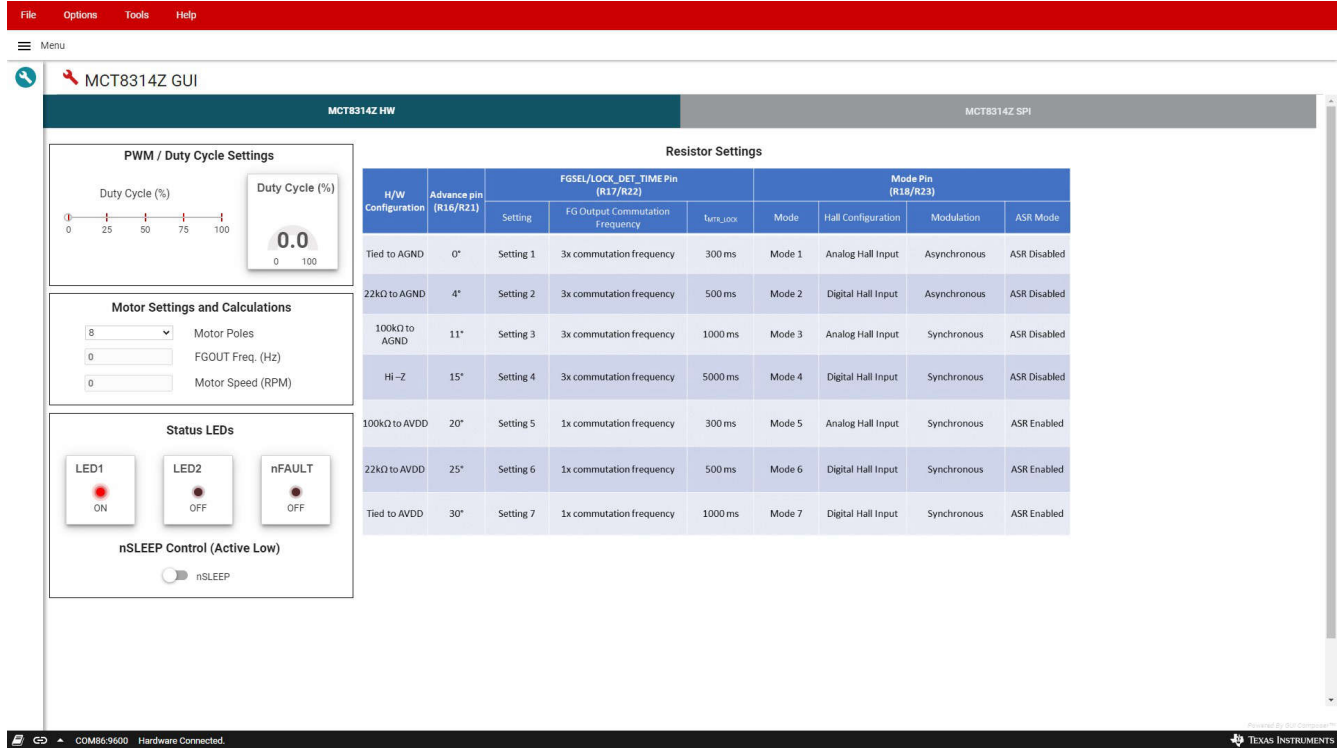 File Options Tools Help
Menu
MCT8314Z GUI
MCT8314Z HW MCT8314Z SPI
PWM / Duty Cycle Settings
Duty Cycle (%)
0 25 50 75 100
Duty Cycle (%)
0.0
0 100
Motor Settings and Calculations
8 Motor Poles
0 FGOUT Freq. (Hz)
0 Motor Speed (RPM)
Status LEDs
LED1 LED2 nFAULT
ON OFF OFF
nSLEEP Control (Active Low)
nSLEEP
Resistor Settings
H/W Configuration Advance pin (R16/R21) FGSEL/LOCK_DET_TIME Pin (R17/R22) Mode Pin (R18/R23)
Setting FG Output Commutation Frequency tMTR_LOCK Mode Hall Configuration Modulation ASR Mode
Tied to AGND 0° Setting 1 3x commutation frequency 300 ms Mode 1 Analog Hall Input Asynchronous ASR Disabled
22kΩ to AGND 4° Setting 2 3x commutation frequency 500 ms Mode 2 Digital Hall Input Asynchronous ASR Disabled
100kΩ to AGND 11° Setting 3 3x commutation frequency 1000 ms Mode 3 Analog Hall Input Synchronous ASR Disabled
Hi –Z 15° Setting 4 3x commutation frequency 5000 ms Mode 4 Digital Hall Input Synchronous ASR Disabled
100kΩ to AVDD 20° Setting 5 1x commutation frequency 300 ms Mode 5 Analog Hall Input Synchronous ASR Enabled
22kΩ to AVDD 25° Setting 6 1x commutation frequency 500 ms Mode 6 Digital Hall Input Synchronous ASR Enabled
Tied to AVDD 30° Setting 7 1x commutation frequency 1000 ms Mode 7 Digital Hall Input Synchronous ASR Enabled
Powered By GUI Composer™
COM86:9600 Hardware Connected. TEXAS INSTRUMENTS